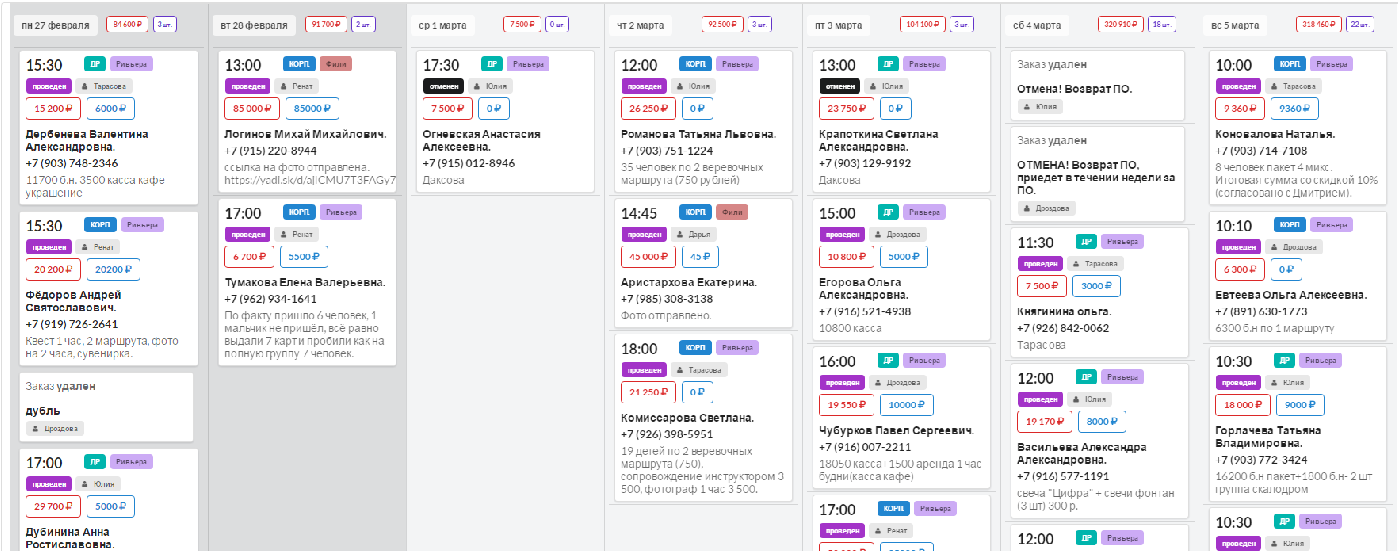 пн 27 февраля
84 600 ₽
3 шт.
15:30
ДР
Ривьера
проведен
Тарасова
15 200 ₽
6000 ₽
Дербенева Валентина
Александровна.
+7 (903) 748-2346
11700 б.н. 3500 касса кафе
украшение
15:30
КОРП.
Ривьера
проведен
Ренат
20 200 ₽
20200 ₽
Фёдоров Андрей
Святославович.
+7 (919) 726-2641
Квест 1 час, 2 маршрута, фото
на 2 часа, сувенирка.
Заказ удален
дубль
Дроздова
17:00
ДР
Ривьера
проведен
Юлия
29 700 ₽
5000 ₽
Дубинина Анна
Ростиславовна.
вт 28 февраля
91 700 ₽
2 шт.
13:00
КОРП.
Фили
проведен
Ренат
85 000 ₽
85000 ₽
Логинов Михай Михайлович.
+7 (915) 220-8944
ссылка на фото отправлена.
17:00
КОРП.
Ривьера
проведен
Ренат
6 700 ₽
5500 ₽
Тумакова Елена Валерьевна.
+7 (962) 934-1641
По факту пришло 6 человек, 1
мальчик не пришёл, всё равно
выдали 7 карт и пробили как на
полную группу 7 человек.
ср 1 марта
7 500 ₽
0 шт.
17:30
ДР
Ривьера
отменен
Юлия
7 500 ₽
0 ₽
Огневская Анастасия
Алексеевна.
+7 (915) 012-8946
Даксова
чт 2 марта
92 500 ₽
3 шт.
12:00
КОРП.
Ривьера
проведен
Юлия
26 250 ₽
0 ₽
Романова Татьяна Львовна.
+7 (903) 751-1224
35 человек по 2 веревочных
маршрута (750 рублей)
14:45
КОРП.
Фили
проведен
Дарья
45 000 ₽
45 ₽
Аристархова Екатерина.
+7 (985) 308-3138
Фото отправлено.
18:00
КОРП.
Ривьера
проведен
Тарасова
21 250 ₽
0 ₽
Комиссарова Светлана.
+7 (926) 398-5951
19 детей по 2 веревочных
маршрута (750),
сопровождение инструктором 3
500, фотограф 1 час 3 500.
пт 3 марта
104 100 ₽
3 шт.
13:00
ДР
Ривьера
отменен
Юлия
23 750 ₽
0 ₽
Крапоткина Светлана
Александровна.
+7 (903) 129-9192
Даксова
15:00
ДР
Ривьера
проведен
Дроздова
10 800 ₽
5000 ₽
Егорова Ольга
Александровна.
+7 (916) 521-4938
10800 касса
16:00
ДР
Ривьера
проведен
Дроздова
19 550 ₽
10000 ₽
Чубурков Павел Сергеевич.
+7 (916) 007-2211
18050 касса+1500 аренда 1 час
будни(касса кафе)
17:00
КОРП.
Ривьера
проведен
Ренат
сб 4 марта
320 910 ₽
18 шт.
Заказ удален
Отмена! Возврат ПО.
Юлия
Заказ удален
ОТМЕНА! Возврат ПО,
приедет в течении недели за
ПО.
Дроздова
11:30
ДР
Ривьера
проведен
Тарасова
7 500 ₽
3000 ₽
Княгинина ольга.
+7 (926) 842-0062
Тарасова
12:00
ДР
Ривьера
проведен
Юлия
19 170 ₽
8000 ₽
Васильева Александра
Александровна.
+7 (916) 577-1191
свеча "Цифра" + свечи фонтан
(3 шт) 300 р.
12:00
ДР
Ривьера
вс 5 марта
318 460 ₽
22 шт.
10:00
КОРП.
Ривьера
проведен
Тарасова
9 360 ₽
9360 ₽
Коновалова Наталья.
+7 (903) 714-7108
8 человек пакет 4 микс.
Итоговая сумма со скидкой 10%
(согласовано с Дмитрием).
10:10
КОРП.
Ривьера
проведен
Дроздова
6 300 ₽
0 ₽
Евтеева Ольга Алексеевна.
+7 (891) 630-1773
6300 б.н по 1 маршруту
10:30
ДР
Ривьера
проведен
Юлия
18 000 ₽
9000 ₽
Горлачева Татьяна
Владимировна.
+7 (903) 772-3424
16200 б.н пакет+1800 б.н- 2 шт
группа скалодром
10:30
ДР
Ривьера
проведен
Юлия